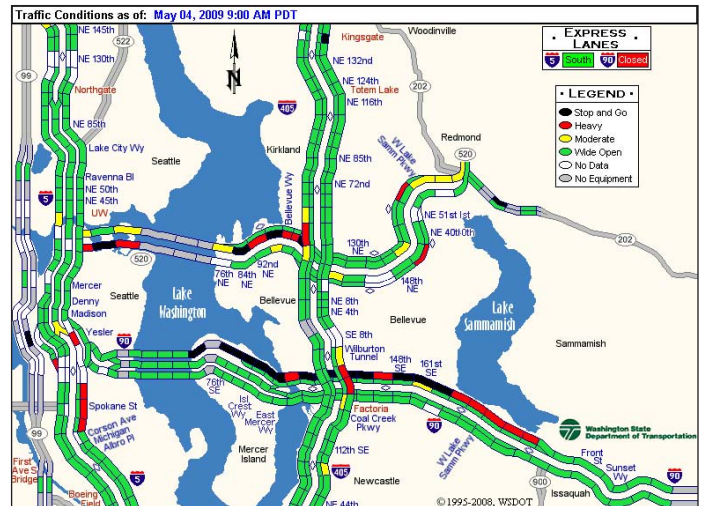 Traffic Conditions as of: May 04, 2009 9:00 AM PDT
NE 145th
522
99
NE 130th
Northgate
NE 85th
Lake City Wy
Seattle
Ravenna Bl
NE 50th
NE 45th
UW
5
N
405
Kingsgate
NE 132nd
NE 124th
Totem Lake
NE 116th
Kirkland
NE 85th
NE 72nd
Bellevue Wy
Woodinville
202
Redmond
520
W Lake
Samm Pkwy
NE 51st
130th
NE
148th
NE
202
EXPRESS
LANES
5 South 90 Closed
LEGEND
Stop and Go
Heavy
Moderate
Wide Open
No Data
No Equipment
520
76th
NE
84th
NE
92nd
NE
Mercer
Denny
Madison
Yesler
Seattle
Lake
Washington
Bellevue
NE 8th
NE 4th
Bellevue
SE 8th
Wilburton
Tunnel
148th
SE
161st
SE
Lake
Sammamish
Sammamish
90
76th
SE
Isl
Crest
Wy
East
Mercer
Wy
Mercer
Island
Factoria
Coal Creek
Pkwy
112th SE
405
Newcastle
NE 44th
Spokane St
Corson Ave
Michigan
Albro Pl
99
First
Ave S
Bridge
Boeing
Field
5
90
W Lake
Samm Pkwy
Washington State
Department of Transportation
Front
St
Sunset
Wy
90
900
Issaquah
©1995-2008, WSDOT